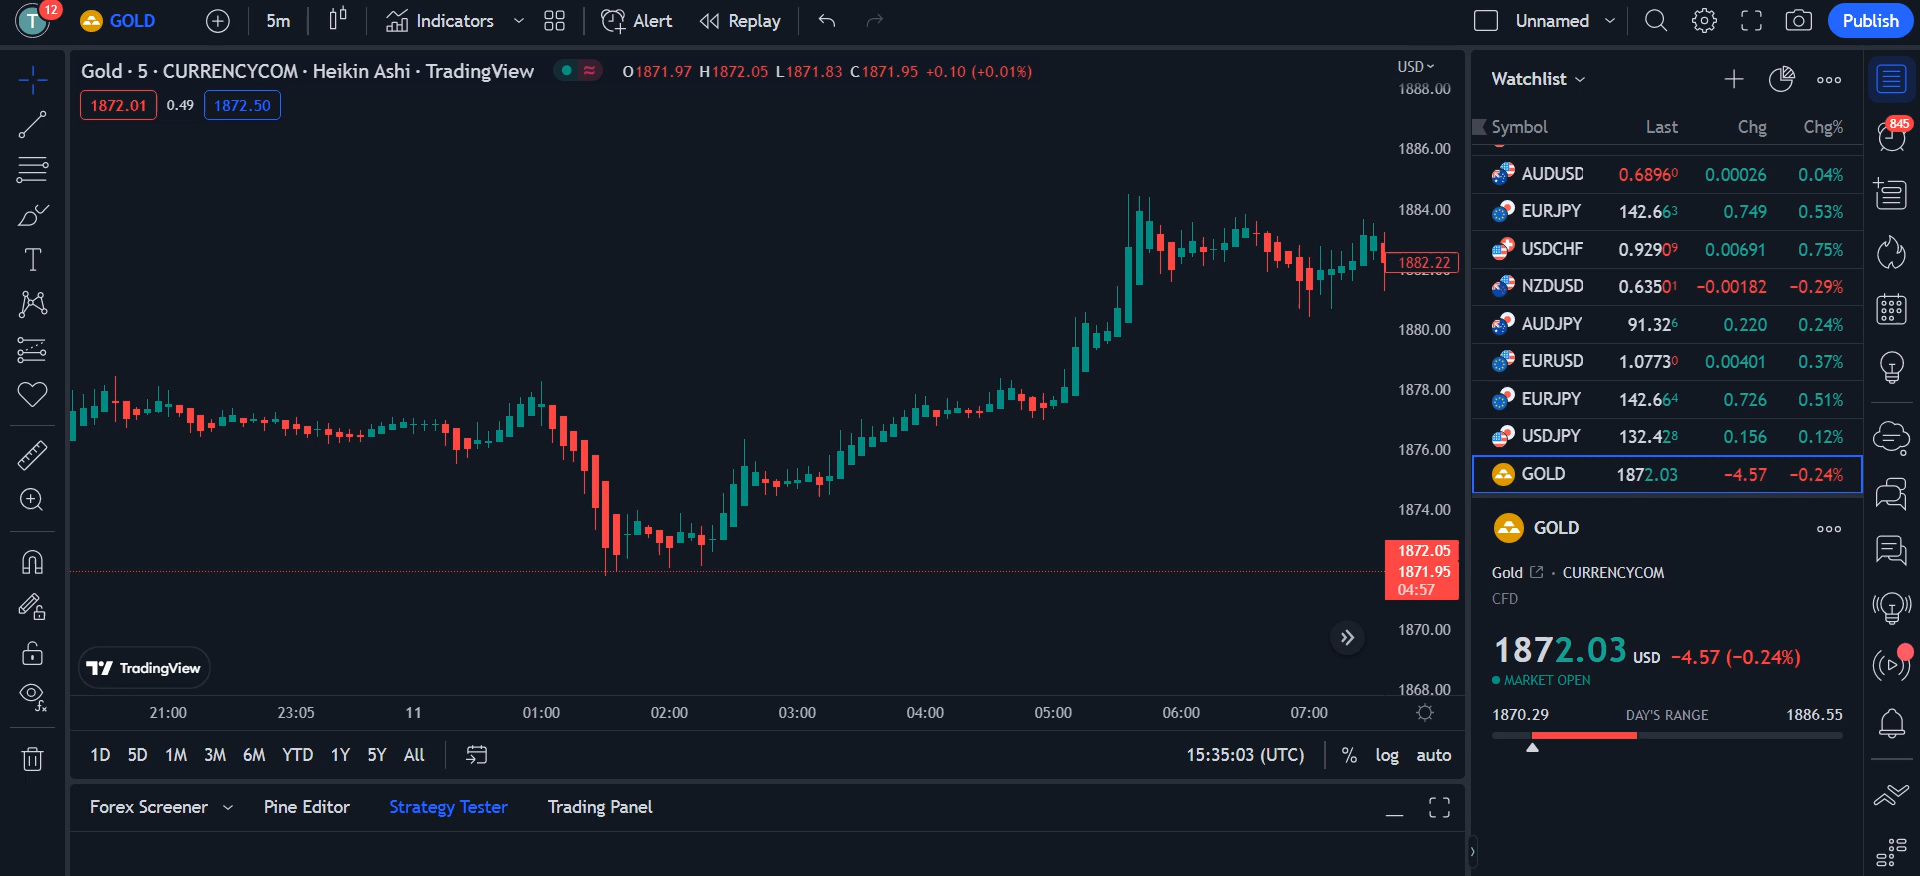 T 12 GOLD 5m Indicators Alert Replay Unnamed Publish
Gold · 5 · CURRENCYCOM · Heikin Ashi · TradingView O1871.97 H1872.05 L1871.83 C1871.95 +0.10 (+0.01%)
1872.01 0.49 1872.50
USD
1888.00
1886.00
1884.00
1882.22
1880.00
1878.00
1876.00
1874.00
1872.05
1871.95
04:57
1870.00
1868.00
TradingView
21:00 23:05 11 01:00 02:00 03:00 04:00 05:00 06:00 07:00
1D 5D 1M 3M 6M YTD 1Y 5Y All 15:35:03 (UTC) % log auto
Forex Screener Pine Editor Strategy Tester Trading Panel
Watchlist
Symbol Last Chg Chg%
AUDUSD 0.68960 0.00026 0.04%
EURJPY 142.663 0.749 0.53%
USDCHF 0.92909 0.00691 0.75%
NZDUSD 0.63501 −0.00182 −0.29%
AUDJPY 91.326 0.220 0.24%
EURUSD 1.07730 0.00401 0.37%
EURJPY 142.664 0.726 0.51%
USDJPY 132.428 0.156 0.12%
GOLD 1872.03 −4.57 −0.24%
GOLD
Gold · CURRENCYCOM
CFD
1872.03 USD −4.57 (−0.24%)
MARKET OPEN
1870.29 DAY'S RANGE 1886.55
845